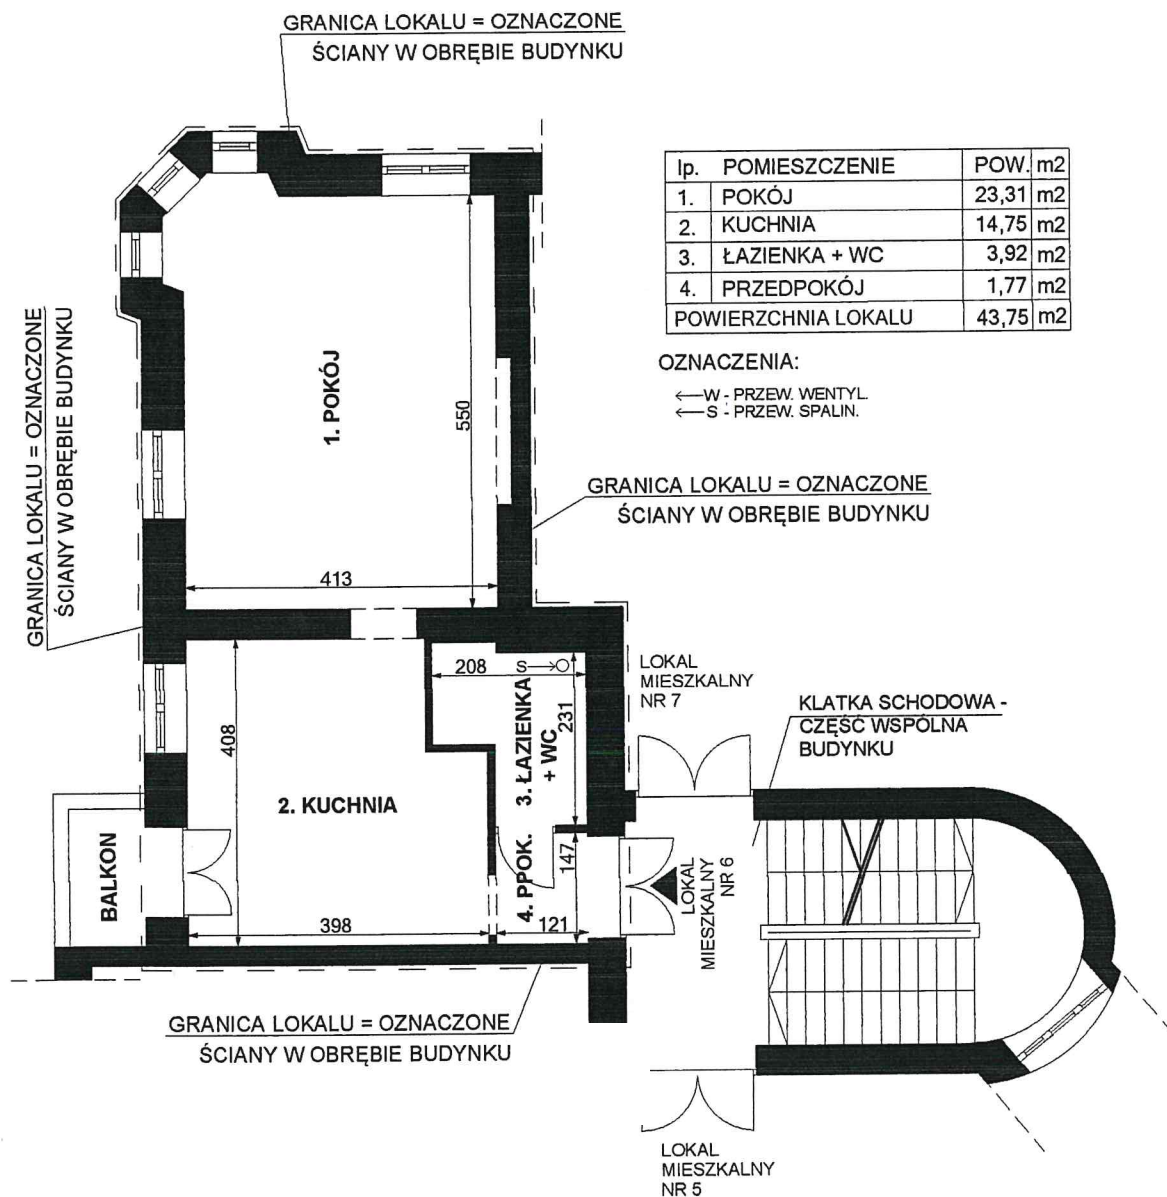 GRANICA LOKALU = OZNACZONE
ŚCIANY W OBRĘBIE BUDYNKU
lp. POMIESZCZENIE POW. m2
1. POKÓJ 23,31 m2
2. KUCHNIA 14,75 m2
3. ŁAZIENKA + WC 3,92 m2
4. PRZEDPOKÓJ 1,77 m2
POWIERZCHNIA LOKALU 43,75 m2
OZNACZENIA:
W - PRZEW. WENTYL.
S - PRZEW. SPALIN.
GRANICA LOKALU = OZNACZONE
ŚCIANY W OBRĘBIE BUDYNKU
1. POKÓJ
550
413
GRANICA LOKALU = OZNACZONE
ŚCIANY W OBRĘBIE BUDYNKU
208
S
LOKAL
MIESZKALNY
NR 7
KLATKA SCHODOWA -
CZĘŚĆ WSPÓLNA
BUDYNKU
408
231
3. ŁAZIENKA
+ WC
2. KUCHNIA
BALKON
4. PPOK.
147
LOKAL
MIESZKALNY
NR 6
398
121
GRANICA LOKALU = OZNACZONE
ŚCIANY W OBRĘBIE BUDYNKU
LOKAL
MIESZKALNY
NR 5